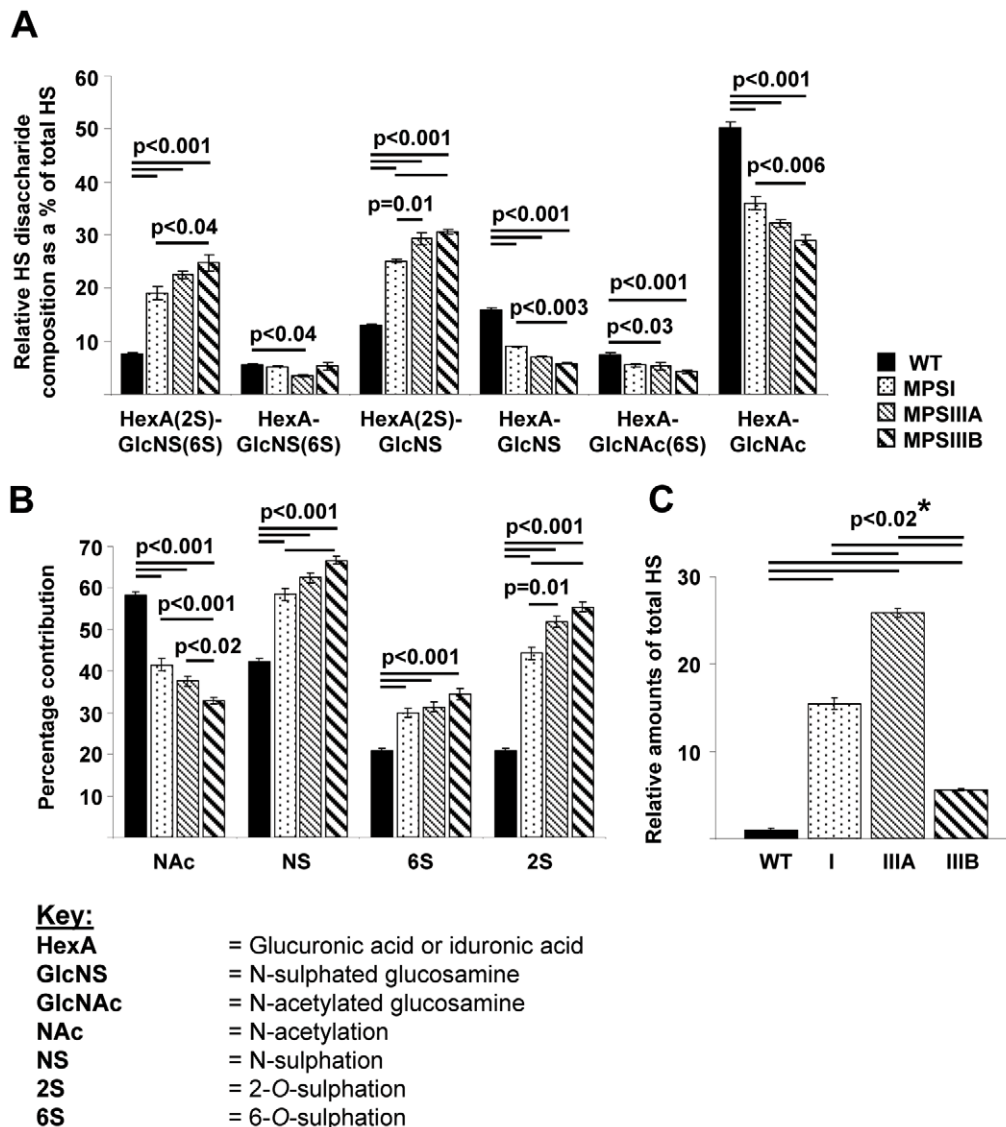 A
Relative HS disaccharide
composition as a % of total HS
60
50
40
30
20
10
p<0.001
p<0.04
p<0.04
p<0.001
p=0.01
p<0.001
p<0.003
p<0.001
p<0.03
p<0.001
p<0.006
HexA(2S)-
GlcNS(6S)
HexA-
GlcNS(6S)
HexA(2S)-
GlcNS
HexA-
GlcNS
HexA-
GlcNAc(6S)
HexA-
GlcNAc
WT
MPSI
MPSIIIA
MPSIIIB
B
Percentage contribution
70
60
50
40
30
20
10
p<0.001
p<0.001
p<0.02
p<0.001
p<0.001
p<0.001
p=0.01
NAc
NS
6S
2S
C
Relative amounts of total HS
30
20
10
p<0.02*
WT
I
IIIA
IIIB
Key:
HexA = Glucuronic acid or iduronic acid
GlcNS = N-sulphated glucosamine
GlcNAc = N-acetylated glucosamine
NAc = N-acetylation
NS = N-sulphation
2S = 2-O-sulphation
6S = 6-O-sulphation